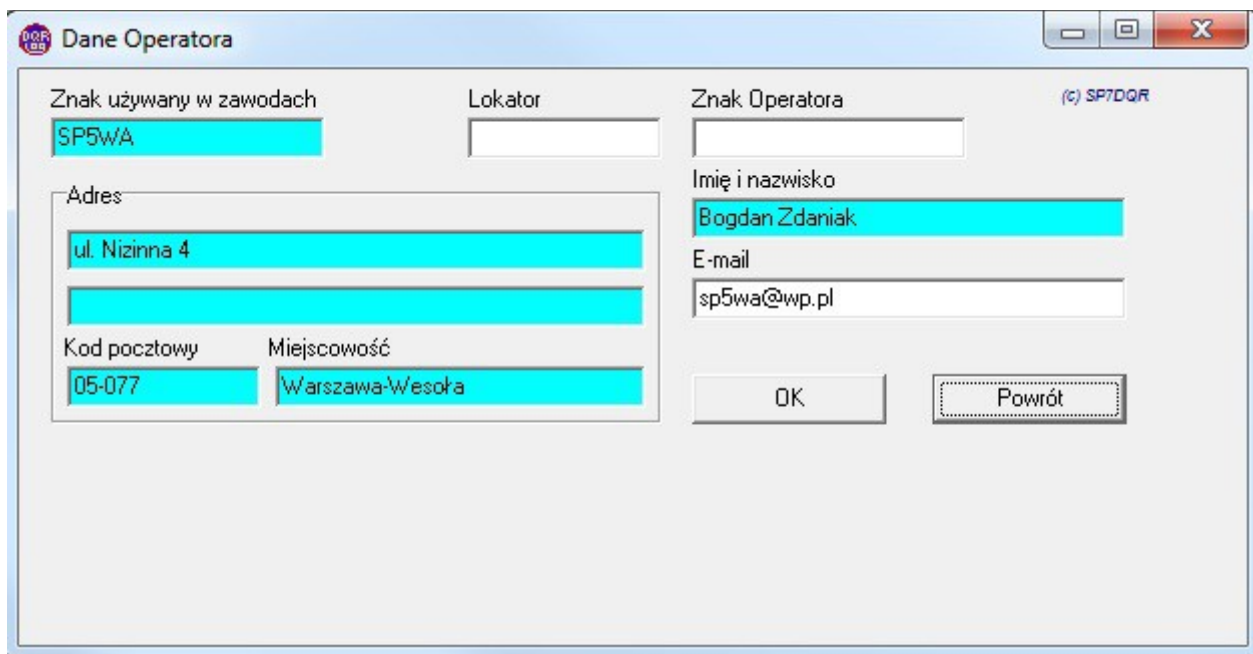 Dane Operatora
Znak używany w zawodach
SP5WA
Lokator
Znak Operatora
(c) SP7DQR
Adres
ul. Nizinna 4
Kod pocztowy
05-077
Miejscowość
Warszawa-Wesoła
Imię i nazwisko
Bogdan Zdaniak
E-mail
sp5wa@wp.pl
OK
Powrót